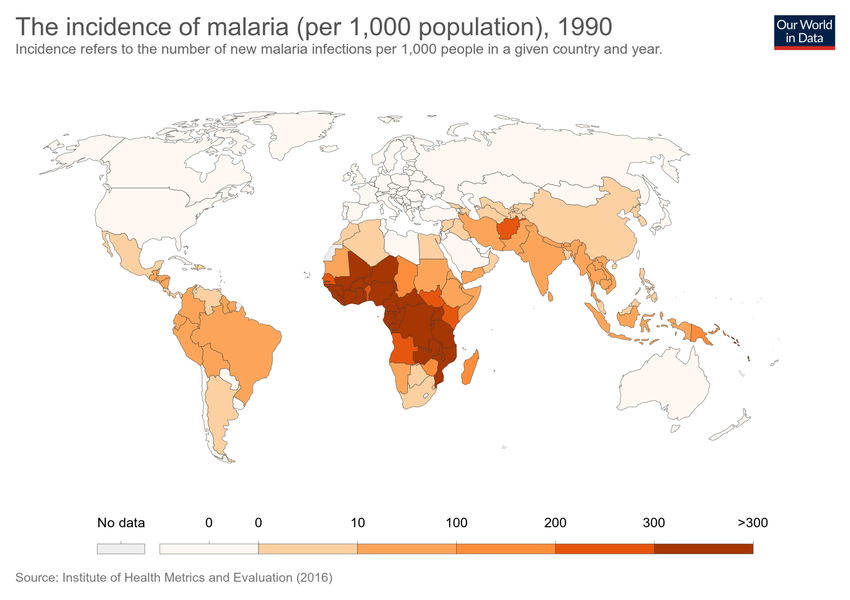 The incidence of malaria (per 1,000 population), 1990
Incidence refers to the number of new malaria infections per 1,000 people in a given country and year.
Our World
in Data
No data 0 0 10 100 200 300 >300
Source: Institute of Health Metrics and Evaluation (2016)